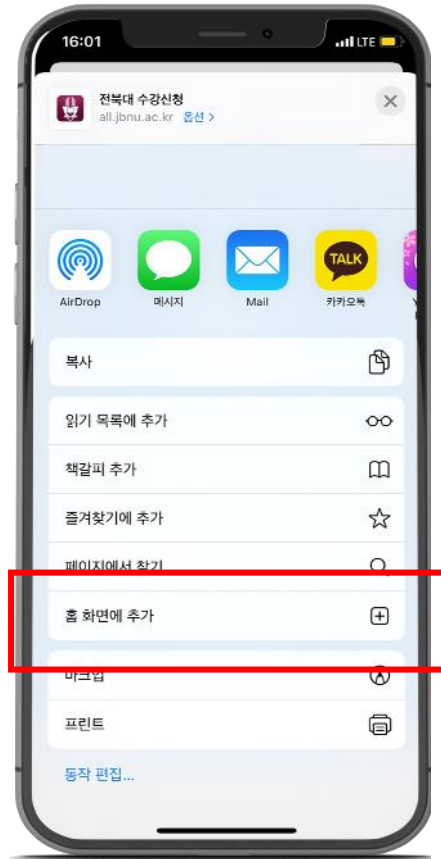 16:01
LTE
전북대 수강신청
all.jbnu.ac.kr 옵션 >
TALK
AirDrop 메시지 Mail 카카오톡
복사
읽기 목록에 추가
책갈피 추가
즐겨찾기에 추가
페이지에서 찾기
홈 화면에 추가
마크업
프린트
동작 편집...